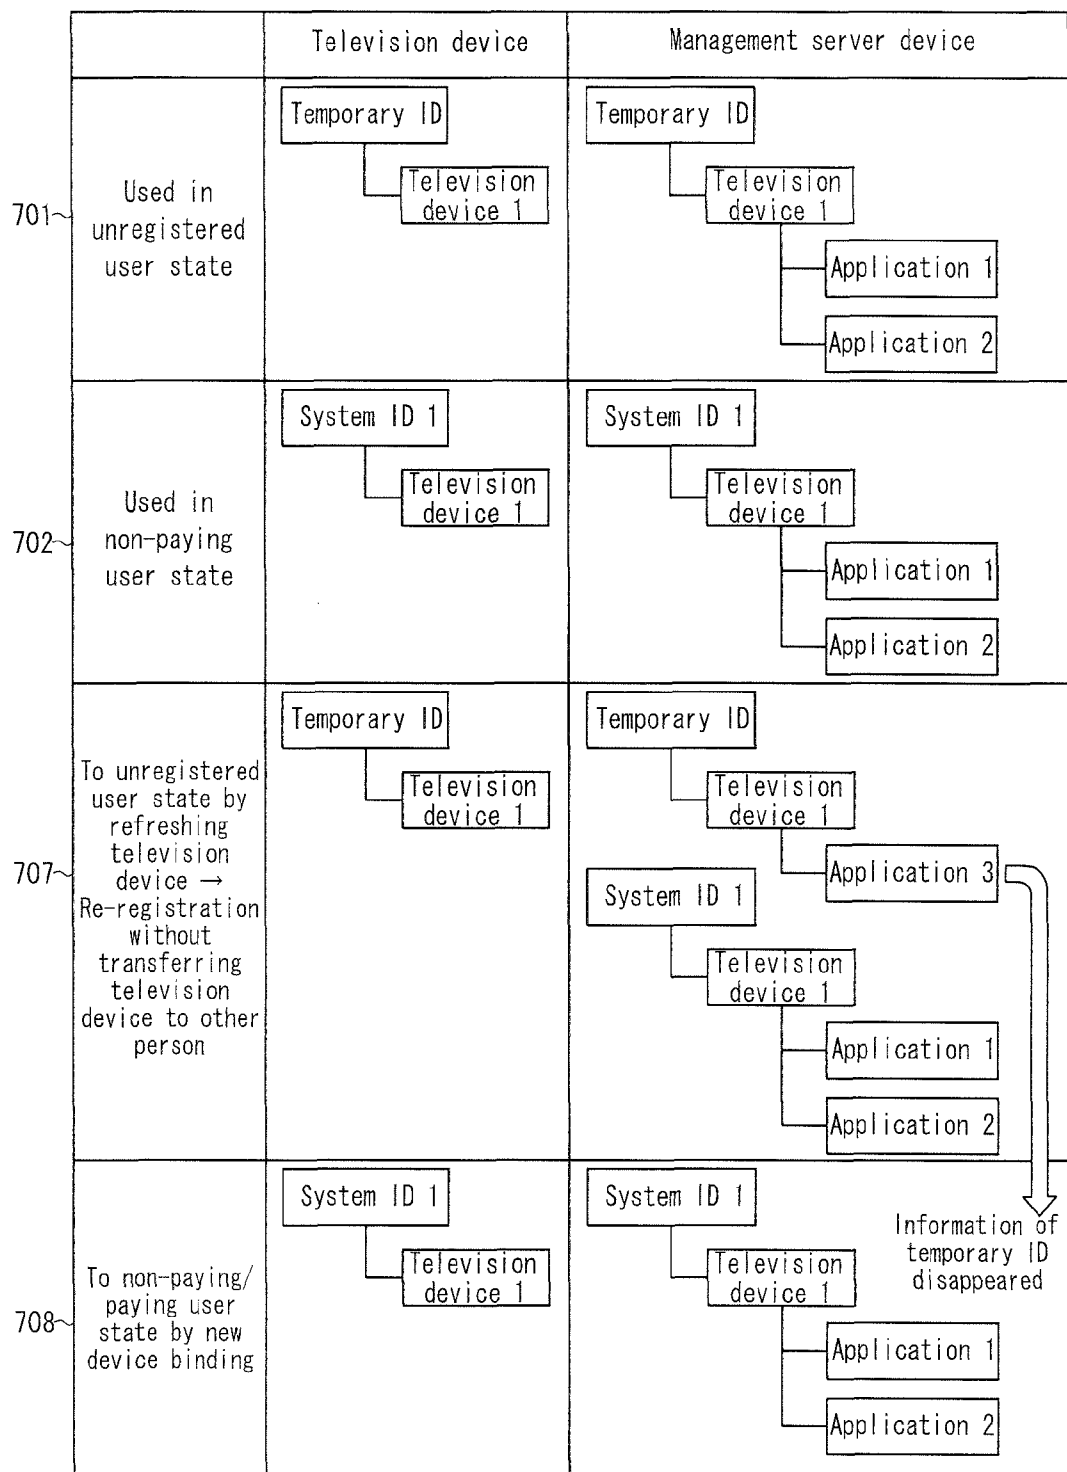 Television device
Management server device
701
Used in
unregistered
user state
Temporary ID
Television
device 1
Temporary ID
Television
device 1
Application 1
Application 2
702
Used in
non-paying
user state
System ID 1
Television
device 1
System ID 1
Television
device 1
Application 1
Application 2
707
To unregistered
user state by
refreshing
television
device →
Re-registration
without
transferring
television
device to other
person
Temporary ID
Television
device 1
Temporary ID
Television
device 1
Application 3
System ID 1
Television
device 1
Application 1
Application 2
708
To non-paying/
paying user
state by new
device binding
System ID 1
Television
device 1
System ID 1
Television
device 1
Application 1
Application 2
Information of
temporary ID
disappeared